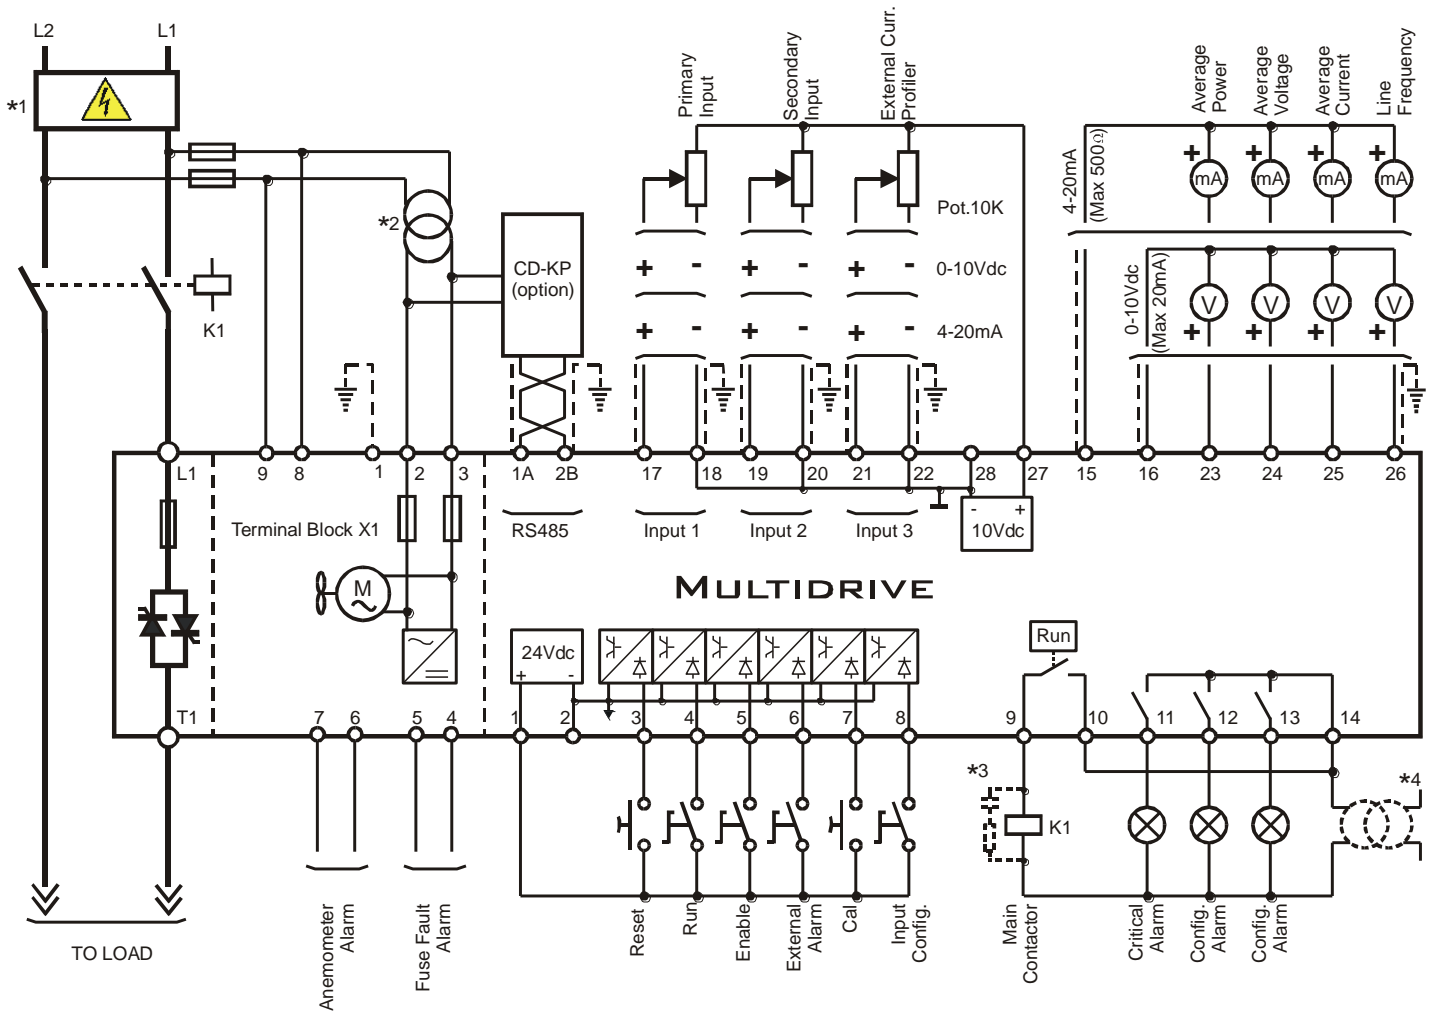 L2 L1
*1
*2
K1
CD-KP
(option)
Primary
Input
Secondary
Input
External Curr.
Profiler
Pot.10K
+ - + - + - 0-10Vdc
+ - + - + - 4-20mA
Average
Power
Average
Voltage
Average
Current
Line
Frequency
4-20mA
(Max 500Ω)
+ mA + mA + mA + mA
0-10Vdc
(Max 20mA)
V V V V
+ + + +
L1 9 8 1 2 3 1A 2B 17 18 19 20 21 22 28 27 15 16 23 24 25 26
Terminal Block X1
RS485
Input 1
Input 2
Input 3
- +
10Vdc
M
MULTIDRIVE
24Vdc
+ -
Run
T1 7 6 5 4 1 2 3 4 5 6 7 8 9 10 11 12 13 14
*3
K1
*4
TO LOAD
Anemometer
Alarm
Fuse Fault
Alarm
Reset
Run
Enable
External
Alarm
Cal
Input
Config.
Main
Contactor
Critical
Alarm
Config.
Alarm
Config.
Alarm